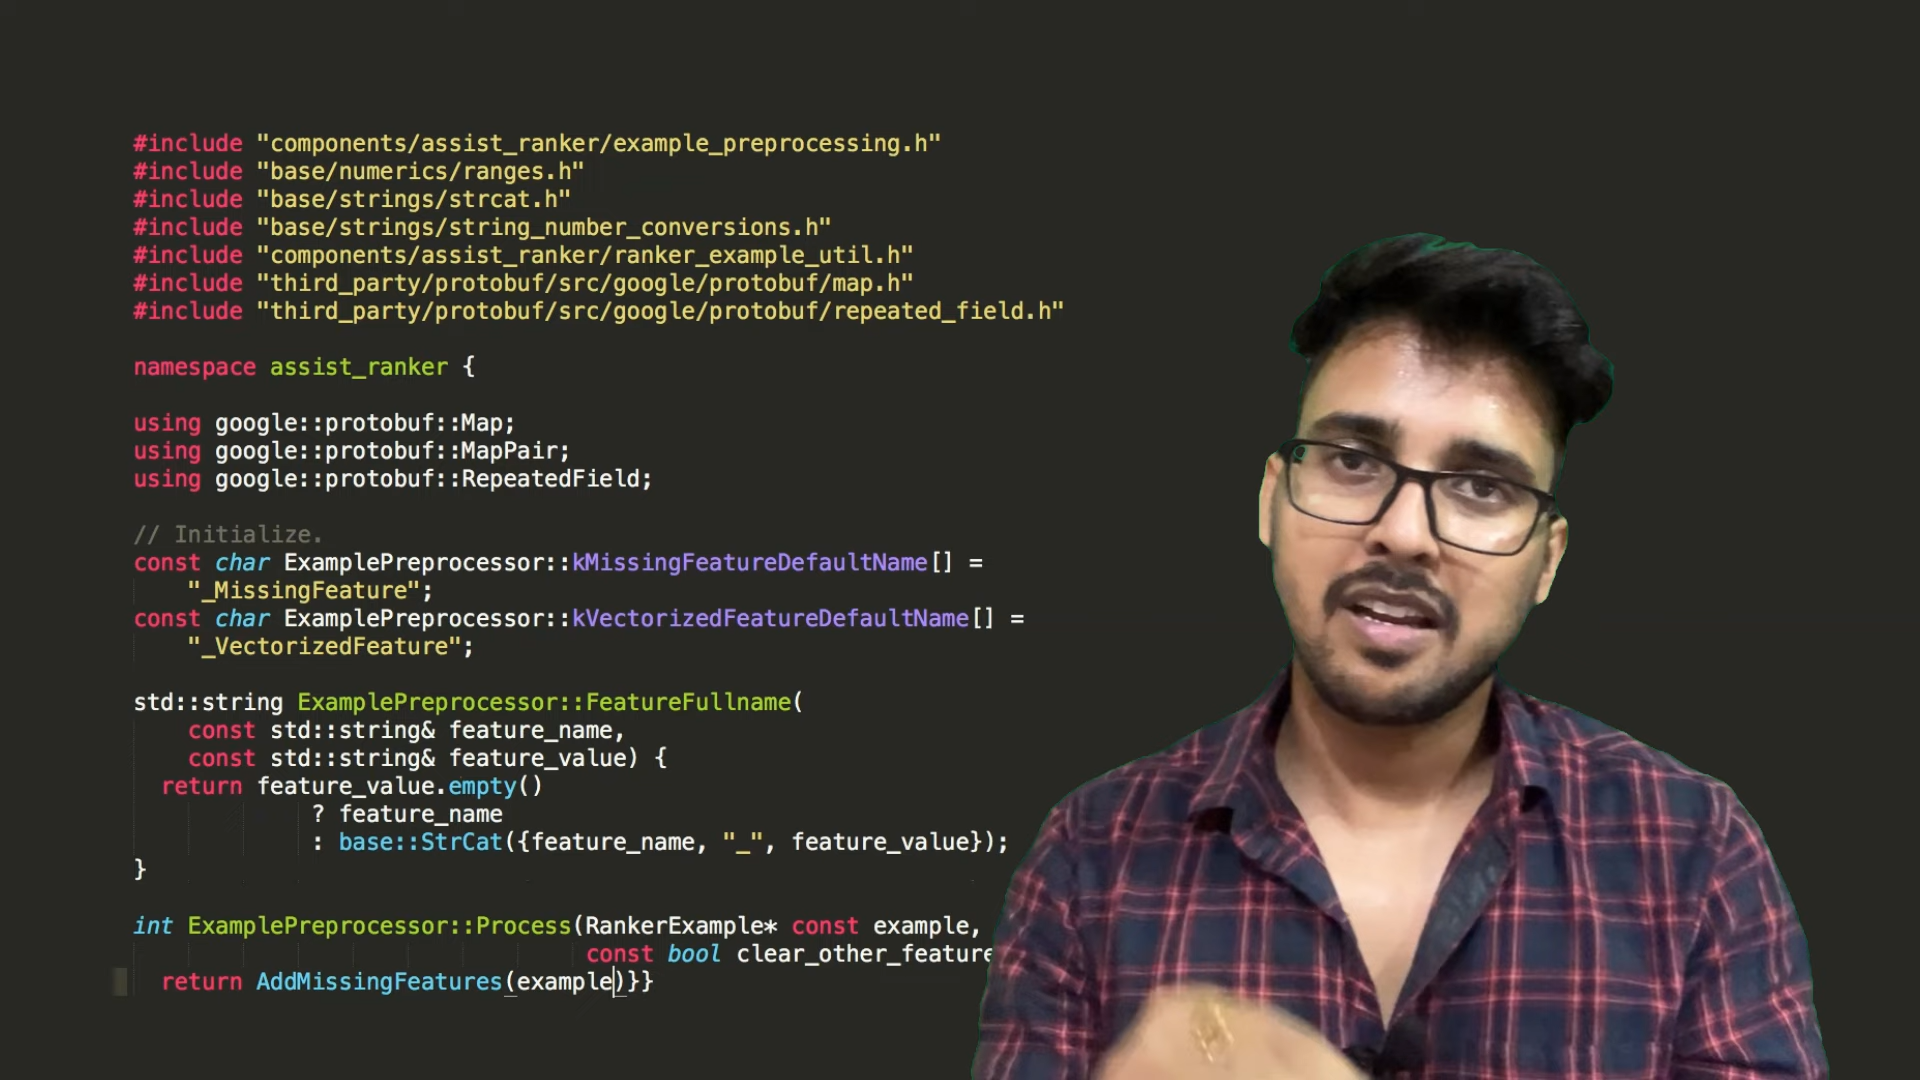 #include "components/assist_ranker/example_preprocessing.h"
#include "base/numerics/ranges.h"
#include "base/strings/strcat.h"
#include "base/strings/string_number_conversions.h"
#include "components/assist_ranker/ranker_example_util.h"
#include "third_party/protobuf/src/google/protobuf/map.h"
#include "third_party/protobuf/src/google/protobuf/repeated_field.h"
namespace assist_ranker {
using google::protobuf::Map;
using google::protobuf::MapPair;
using google::protobuf::RepeatedField;
// Initialize.
const char ExamplePreprocessor::kMissingFeatureDefaultName[] =
"_MissingFeature";
const char ExamplePreprocessor::kVectorizedFeatureDefaultName[] =
"_VectorizedFeature";
std::string ExamplePreprocessor::FeatureFullname(
const std::string& feature_name,
const std::string& feature_value) {
return feature_value.empty()
? feature_name
: base::StrCat({feature_name, "_", feature_value});
}
int ExamplePreprocessor::Process(RankerExample* const example,
const bool clear_other_feature
return AddMissingFeatures(example)}}